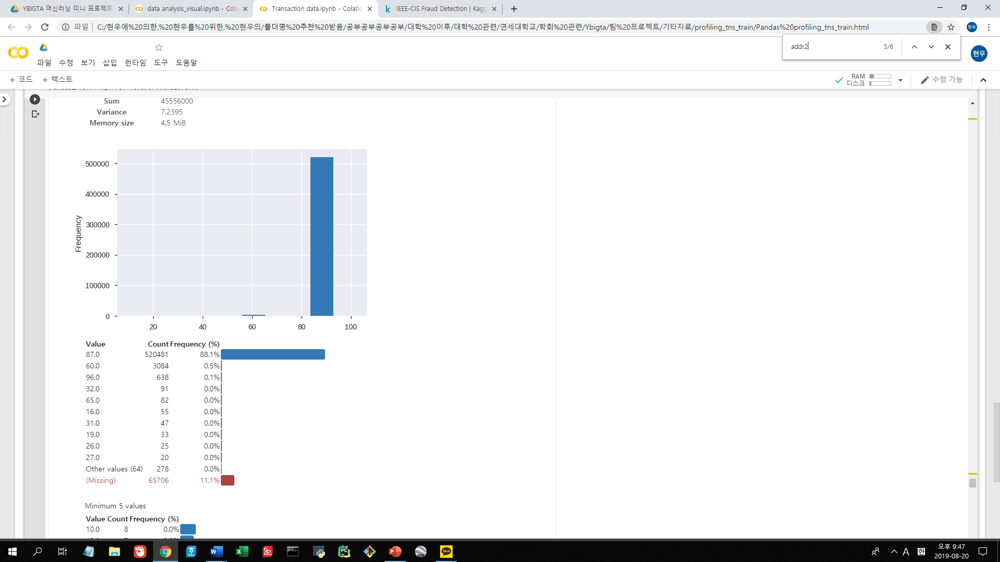 YBIGTA 머신러닝 미니 프로젝트
data analysis_visual.ipynb - Cola
Transaction data.ipynb - Colabo
IEEE-CIS Fraud Detection | Kagg
파일
C:/현우에%20의한,%20현우를%20위한,%20현우의/폴더명%20추천%20받음/공부공부공부공부/대학%20이후/대학%20관련/연세대학교/학회%20관련/Ybigta/팀%20프로젝트/기타자료/profiling_tns_train/Pandas%20profiling_tns_train.html
현우
addr2
5/6
현우
파일 수정 보기 삽입 런타임 도구 도움말
+ 코드 + 텍스트
RAM
디스크
수정 가능
Sum 45556000
Variance 7.2395
Memory size 4.5 MiB
500000
400000
300000
200000
100000
0
Frequency
20 40 60 80 100
Value Count Frequency (%)
87.0 520481 88.1%
60.0 3084 0.5%
96.0 638 0.1%
32.0 91 0.0%
65.0 82 0.0%
16.0 55 0.0%
31.0 47 0.0%
19.0 33 0.0%
26.0 25 0.0%
27.0 20 0.0%
Other values (64) 278 0.0%
(Missing) 65706 11.1%
Minimum 5 values
Value Count Frequency (%)
10.0 8 0.0%
A 한
오후 9:47
2019-08-20